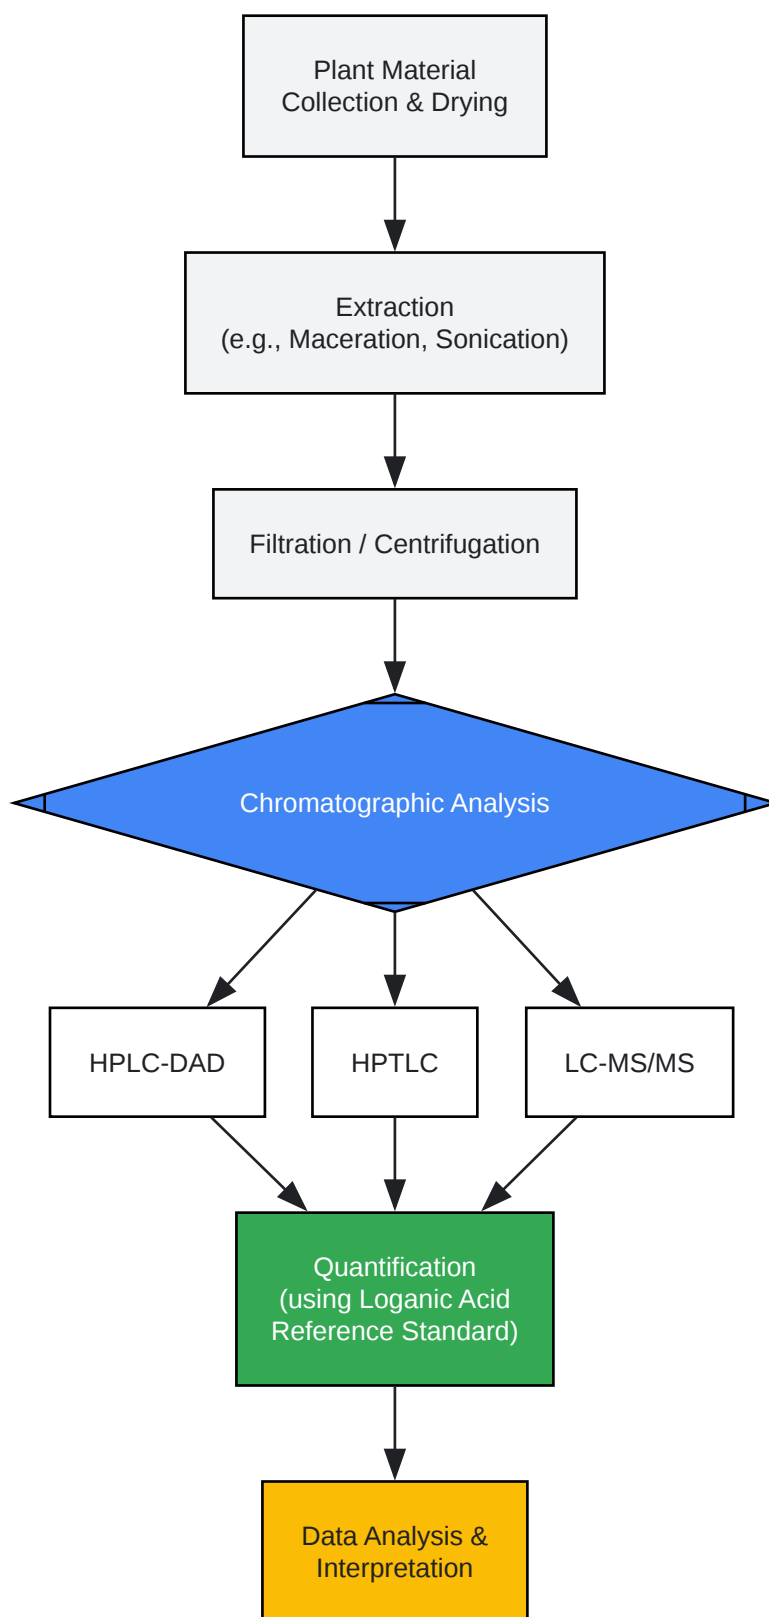 Plant Material
Collection & Drying
Extraction
(e.g., Maceration, Sonication)
Filtration / Centrifugation
Chromatographic Analysis
HPLC-DAD
HPTLC
LC-MS/MS
Quantification
(using Loganic Acid
Reference Standard)
Data Analysis &
Interpretation